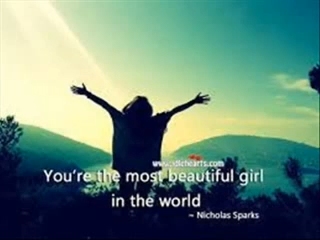 www.idlehearts.com
You're the most beautiful girl
in the world
~ Nicholas Sparks